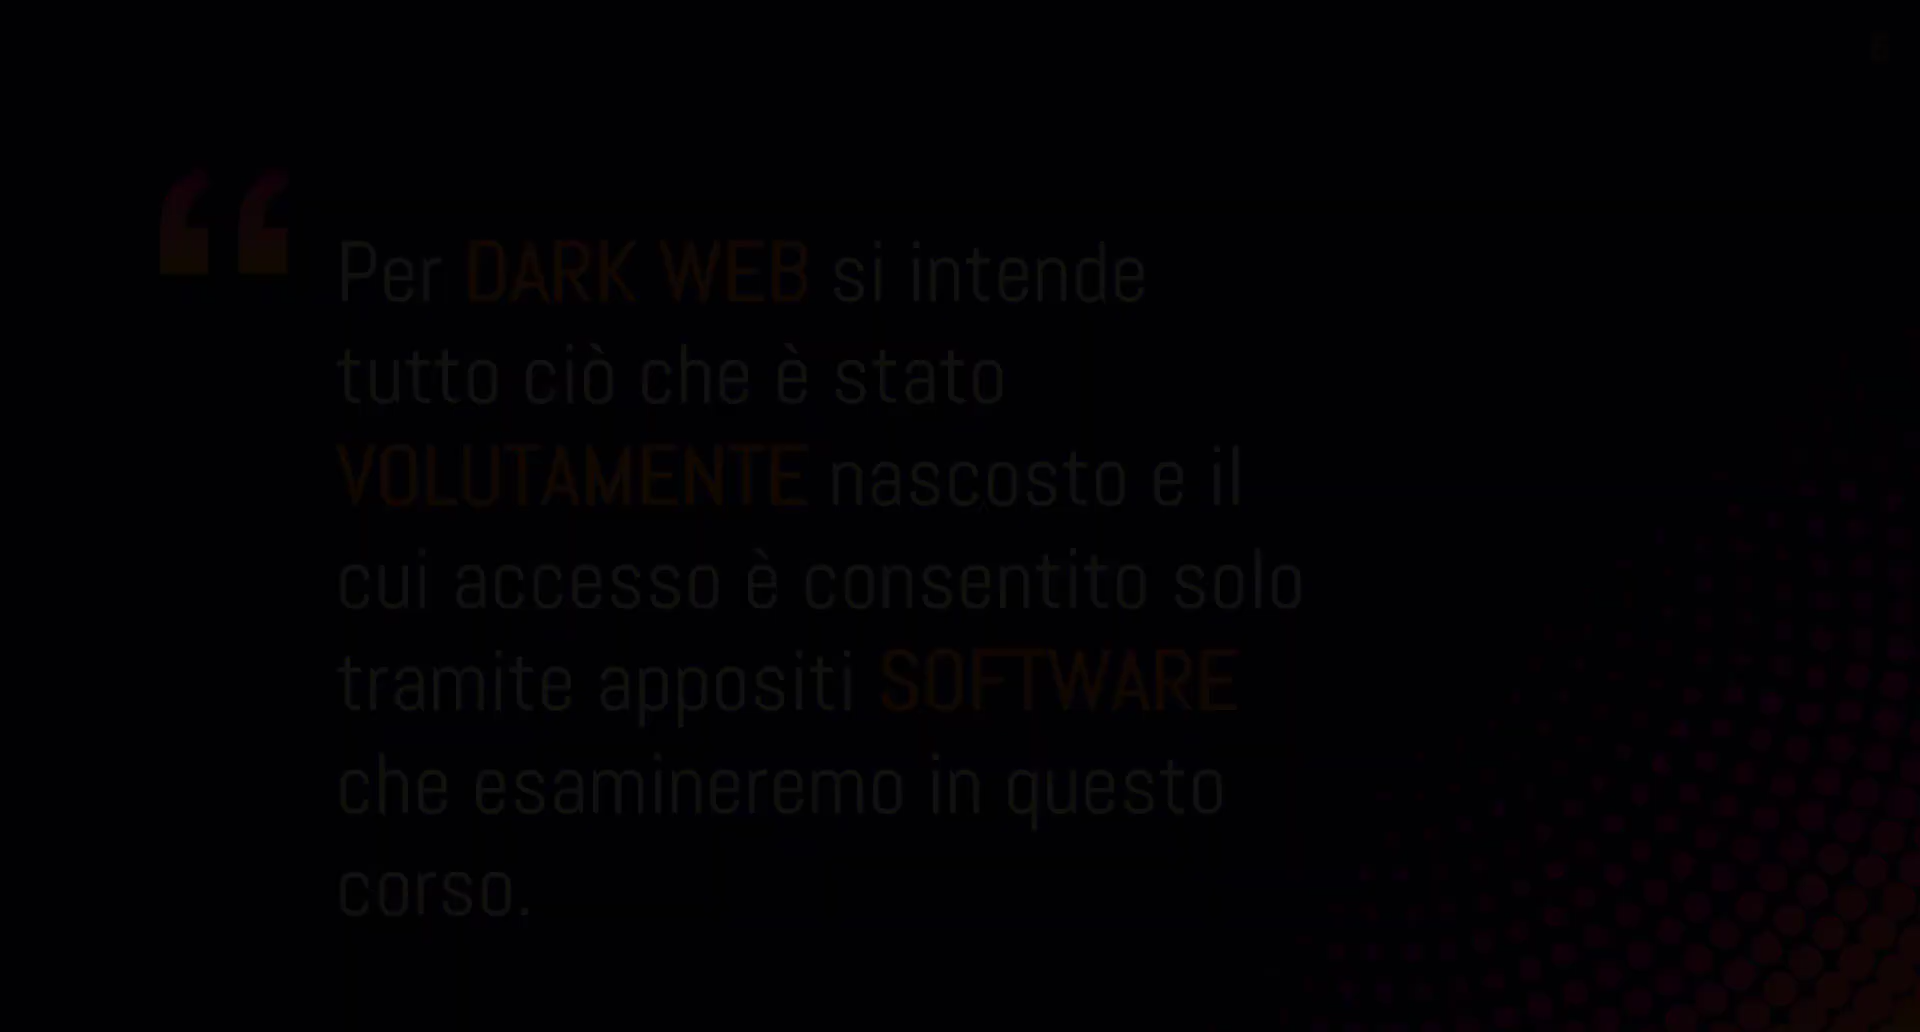 “
Per DARK WEB si intende
tutto ciò che è stato
VOLUTAMENTE nascosto e il
cui accesso è consentito solo
tramite appositi SOFTWARE
che esamineremo in questo
corso.